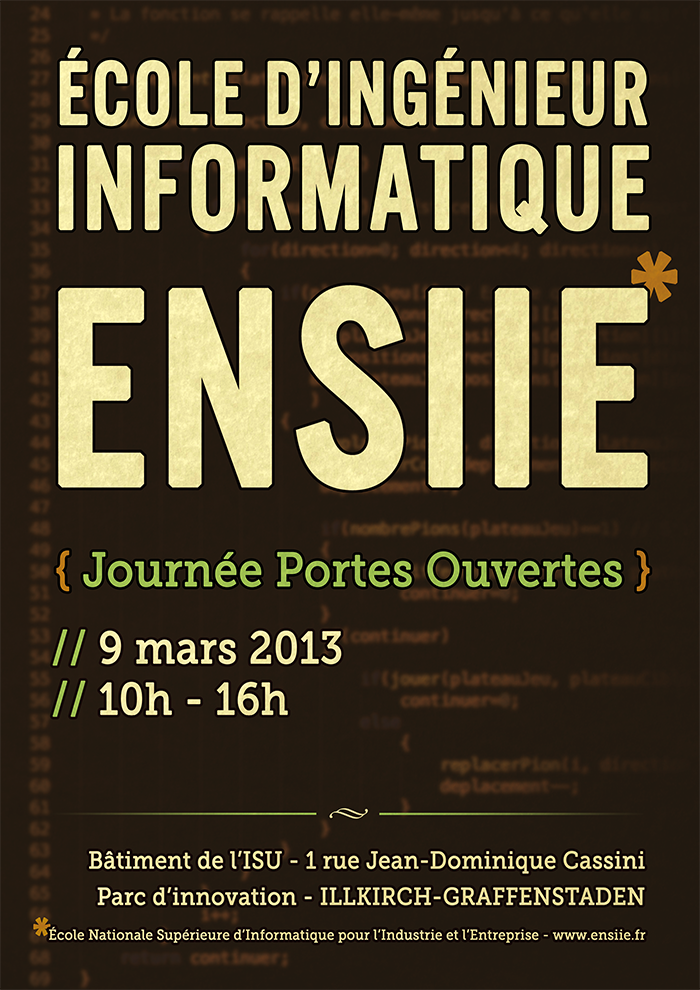 ÉCOLE D'INGÉNIEUR
INFORMATIQUE
ENSIIE*
{ Journée Portes Ouvertes }
// 9 mars 2013
// 10h - 16h
Bâtiment de l'ISU - 1 rue Jean-Dominique Cassini
Parc d'innovation - ILLKIRCH-GRAFFENSTADEN
*École Nationale Supérieure d'Informatique pour l'Industrie et l'Entreprise - www.ensiie.fr